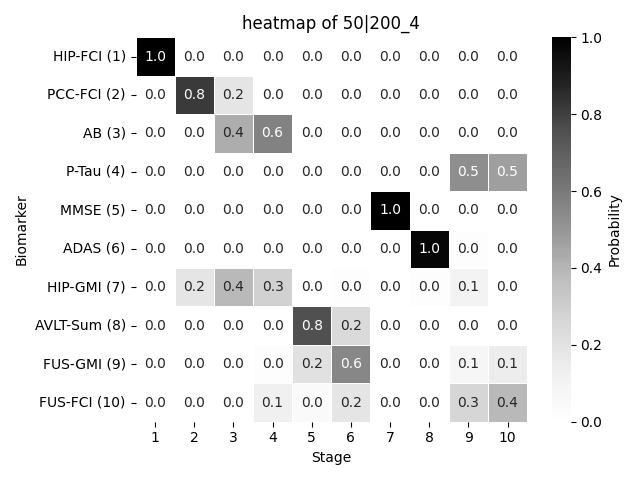 heatmap of 50|200_4
Biomarker
HIP-FCI (1) 1.0 0.0 0.0 0.0 0.0 0.0 0.0 0.0 0.0 0.0
PCC-FCI (2) 0.0 0.8 0.2 0.0 0.0 0.0 0.0 0.0 0.0 0.0
AB (3) 0.0 0.0 0.4 0.6 0.0 0.0 0.0 0.0 0.0 0.0
P-Tau (4) 0.0 0.0 0.0 0.0 0.0 0.0 0.0 0.0 0.5 0.5
MMSE (5) 0.0 0.0 0.0 0.0 0.0 0.0 1.0 0.0 0.0 0.0
ADAS (6) 0.0 0.0 0.0 0.0 0.0 0.0 0.0 1.0 0.0 0.0
HIP-GMI (7) 0.0 0.2 0.4 0.3 0.0 0.0 0.0 0.0 0.1 0.0
AVLT-Sum (8) 0.0 0.0 0.0 0.0 0.8 0.2 0.0 0.0 0.0 0.0
FUS-GMI (9) 0.0 0.0 0.0 0.0 0.2 0.6 0.0 0.0 0.1 0.1
FUS-FCI (10) 0.0 0.0 0.0 0.1 0.0 0.2 0.0 0.0 0.3 0.4
1 2 3 4 5 6 7 8 9 10
Stage
1.0
0.8
0.6
0.4
0.2
0.0
Probability